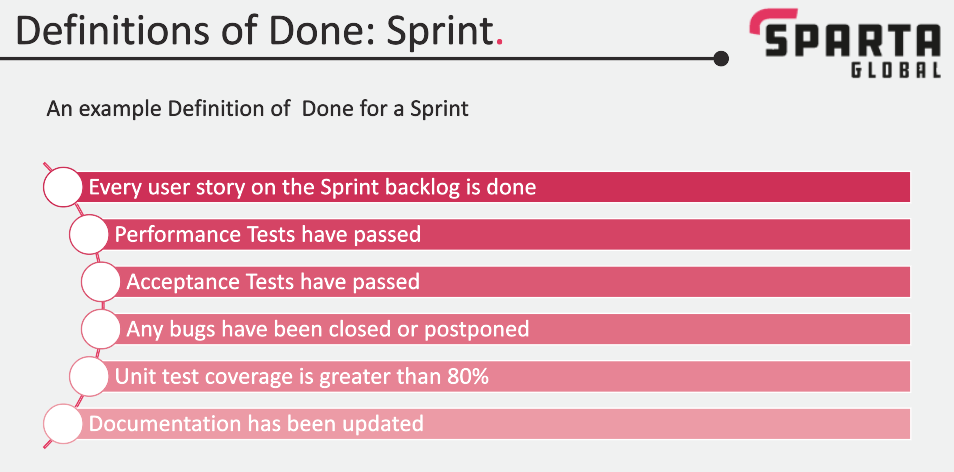 Definitions of Done: Sprint.
SPARTA
GLOBAL
An example Definition of Done for a Sprint
Every user story on the Sprint backlog is done
Performance Tests have passed
Acceptance Tests have passed
Any bugs have been closed or postponed
Unit test coverage is greater than 80%
Documentation has been updated